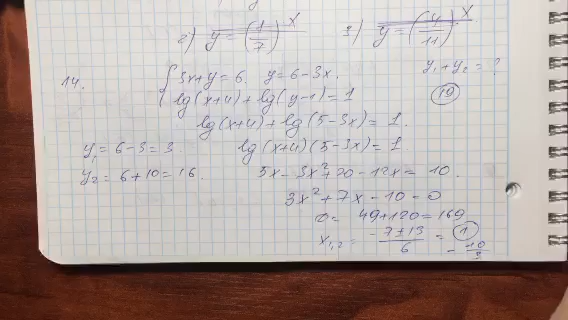 2) y = (1/7)^x 3) y = (4/11)^x
14. { 3x+y=6. y=6-3x. y₁+y₂=?
lg(x+4)+lg(y-1)=1 (19)
lg(x+4)+lg(5-3x)=1.
y₁=6-3=3. lg(x+4)(5-3x)=1.
y₂=6+10=16. 5x-3x²+20-12x=10.
3x²+7x-10=0
D= 49+120=169
x₁,₂= (-7±13)/6 = (1)
-10/3